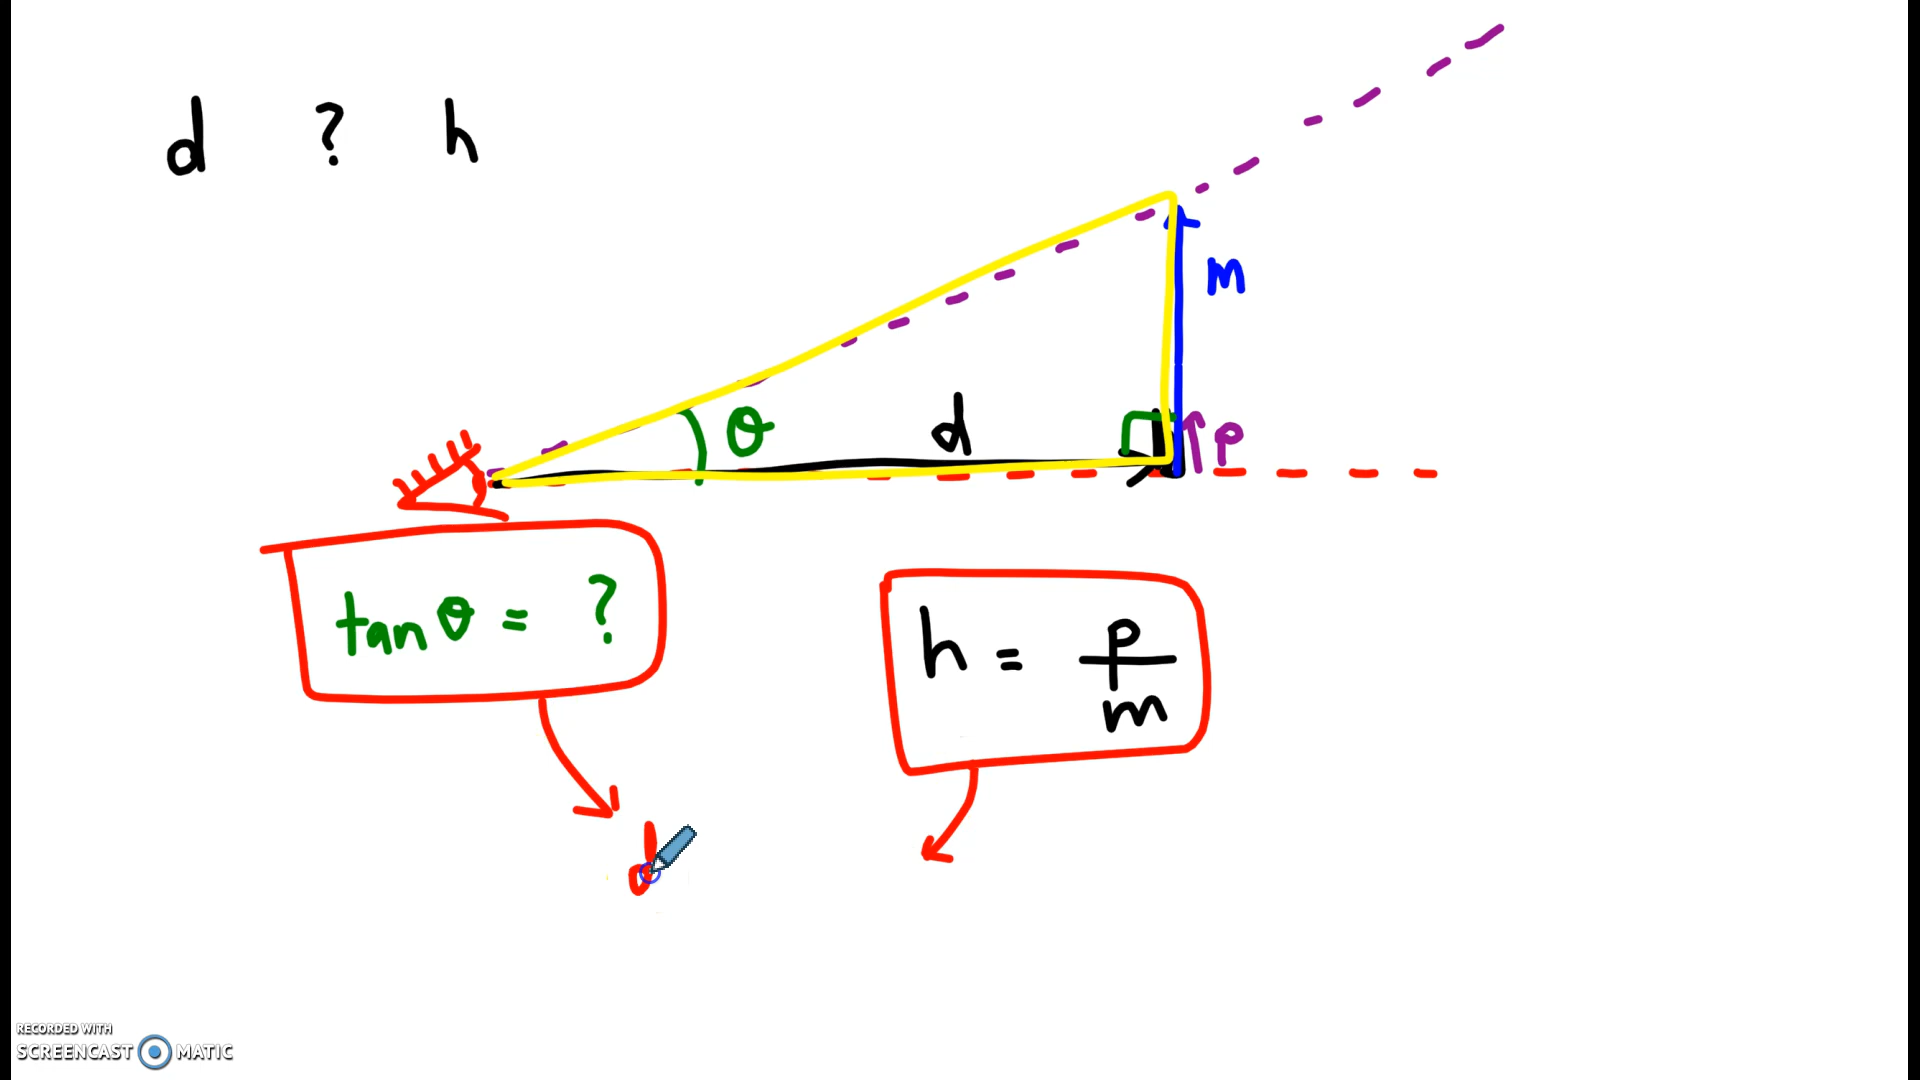 d ? h
m
θ d p
tan θ = ?
h = p
m
d
RECORDED WITH
SCREENCAST MATIC